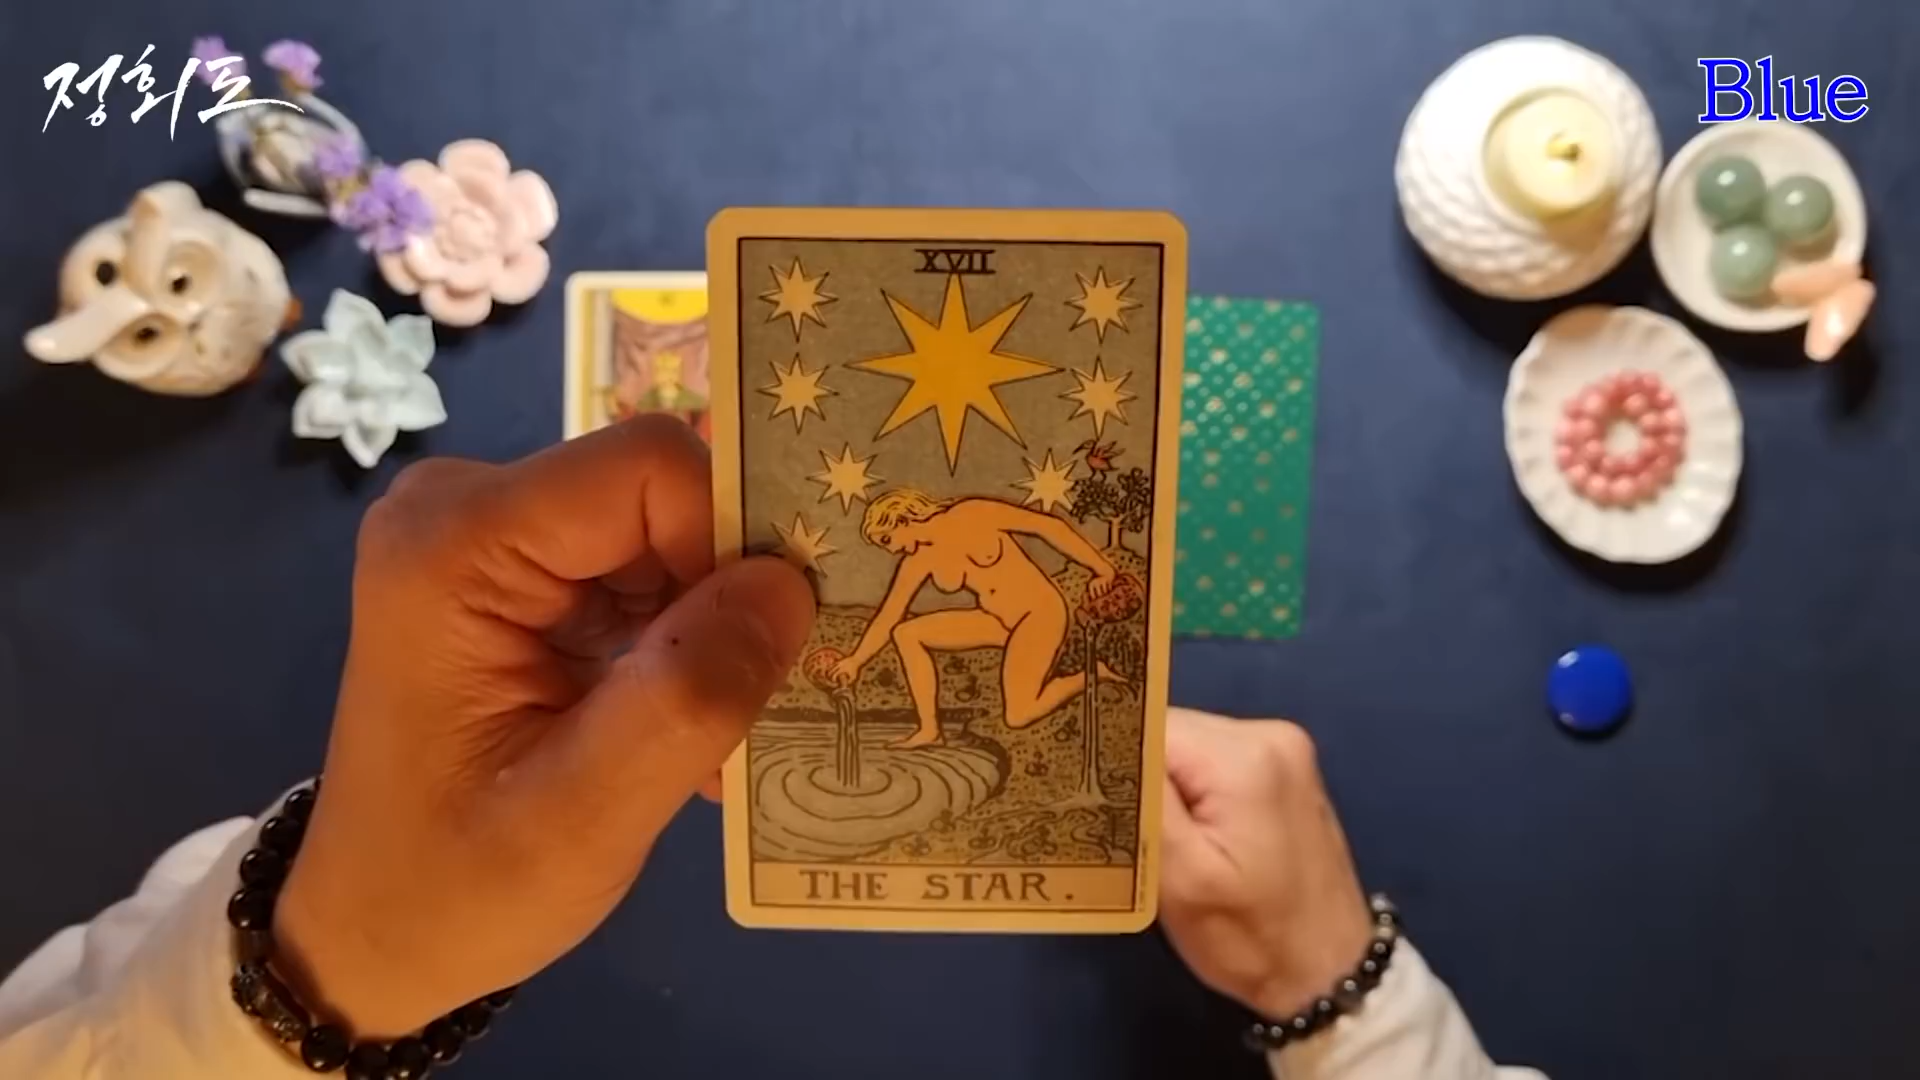 정회도
Blue
XVII
THE STAR.